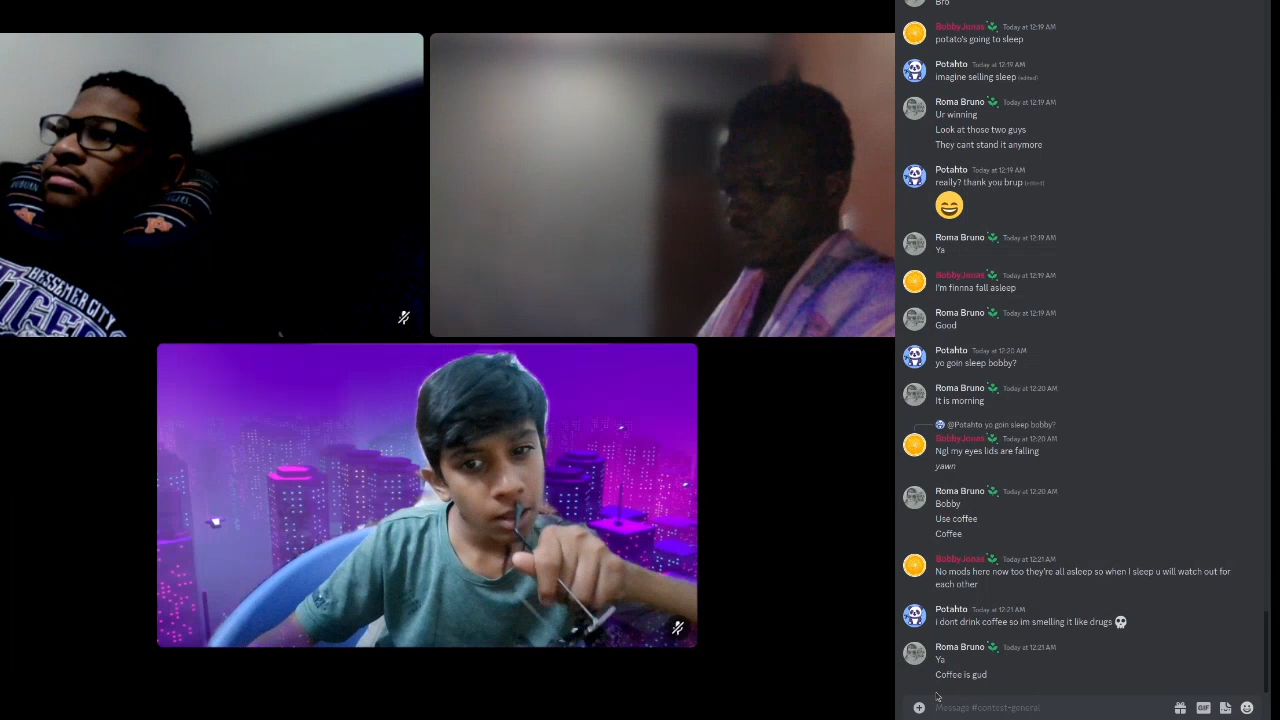 Bro
BobbyJonas Today at 12:19 AM
potato's going to sleep
Potahto Today at 12:19 AM
imagine selling sleep (edited)
Roma Bruno Today at 12:19 AM
Ur winning
Look at those two guys
They cant stand it anymore
Potahto Today at 12:19 AM
really? thank you brup (edited)
Roma Bruno Today at 12:19 AM
Ya
BobbyJonas Today at 12:19 AM
I'm finnna fall asleep
Roma Bruno Today at 12:19 AM
Good
Potahto Today at 12:20 AM
yo goin sleep bobby?
Roma Bruno Today at 12:20 AM
It is morning
@Potahto yo goin sleep bobby?
BobbyJonas Today at 12:20 AM
Ngl my eyes lids are falling
yawn
Roma Bruno Today at 12:20 AM
Bobby
Use coffee
Coffee
BobbyJonas Today at 12:21 AM
No mods here now too they're all asleep so when I sleep u will watch out for
each other
Potahto Today at 12:21 AM
i dont drink coffee so im smelling it like drugs
Roma Bruno Today at 12:21 AM
Ya
Coffee is gud
Message #contest-general
GIF
BESSEMER CITY
TIGERS